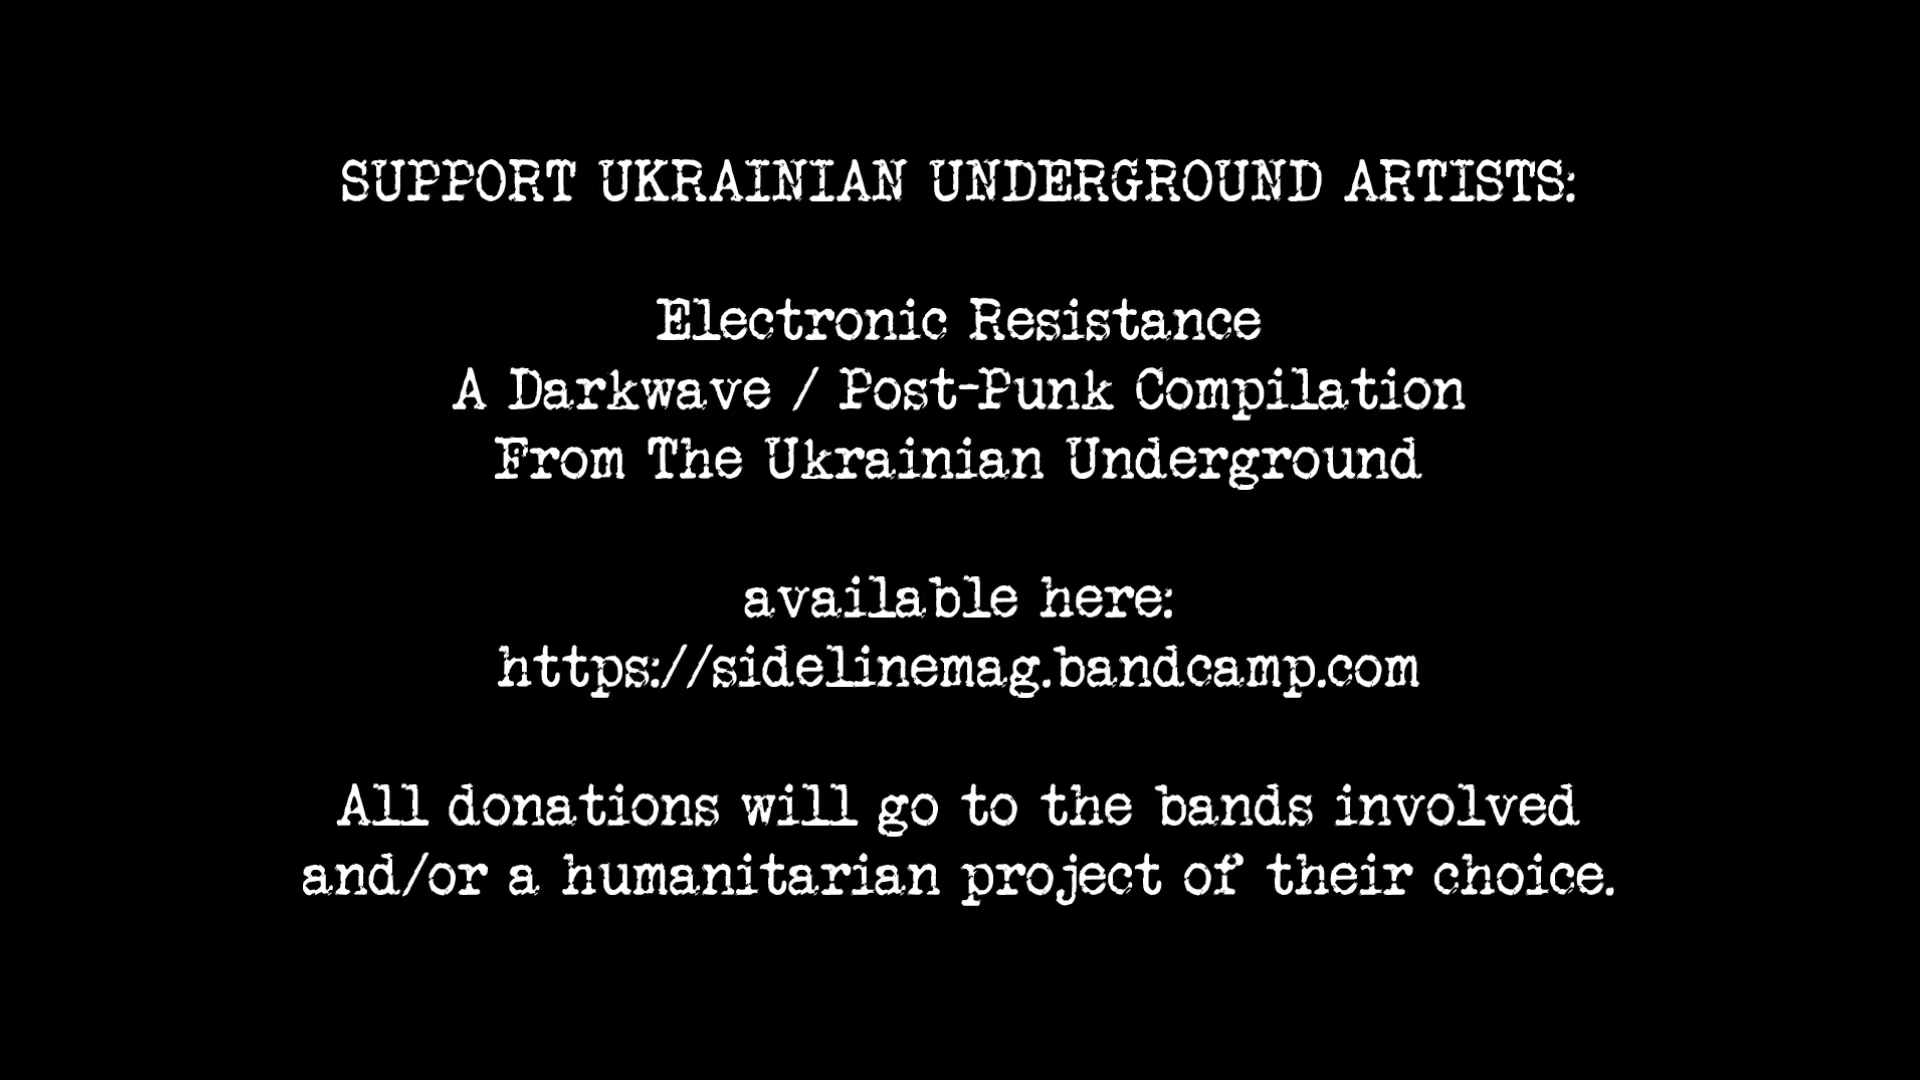 SUPPORT UKRAINIAN UNDERGROUND ARTISTS:
Electronic Resistance
A Darkwave / Post-Punk Compilation
From The Ukrainian Underground
available here:
https://sidelinemag.bandcamp.com
All donations will go to the bands involved
and/or a humanitarian project of their choice.